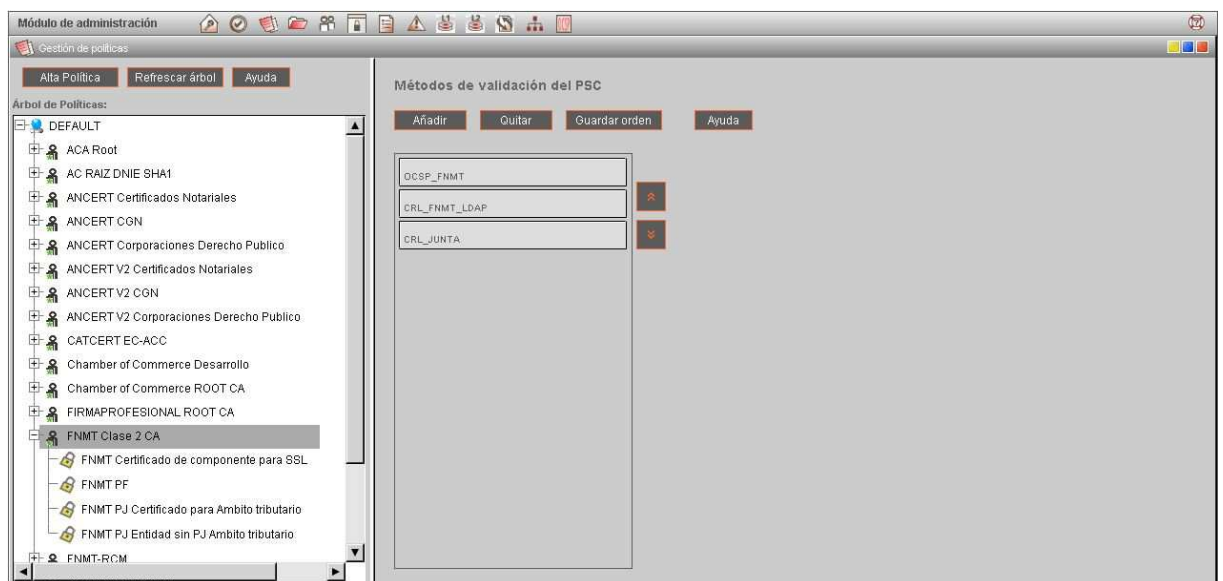 Módulo de administración
Gestión de políticas
Alta Política Refrescar árbol Ayuda
Árbol de Políticas:
DEFAULT
ACA Root
AC RAIZ DNIE SHA1
ANCERT Certificados Notariales
ANCERT CGN
ANCERT Corporaciones Derecho Publico
ANCERT V2 Certificados Notariales
ANCERT V2 CGN
ANCERT V2 Corporaciones Derecho Publico
CATCERT EC-ACC
Chamber of Commerce Desarrollo
Chamber of Commerce ROOT CA
FIRMAPROFESIONAL ROOT CA
FNMT Clase 2 CA
FNMT Certificado de componente para SSL
FNMT PF
FNMT PJ Certificado para Ambito tributario
FNMT PJ Entidad sin PJ Ambito tributario
FNMT-RCM
Métodos de validación del PSC
Añadir Quitar Guardar orden Ayuda
OCSP_FNMT
CRL_FNMT_LDAP
CRL_JUNTA